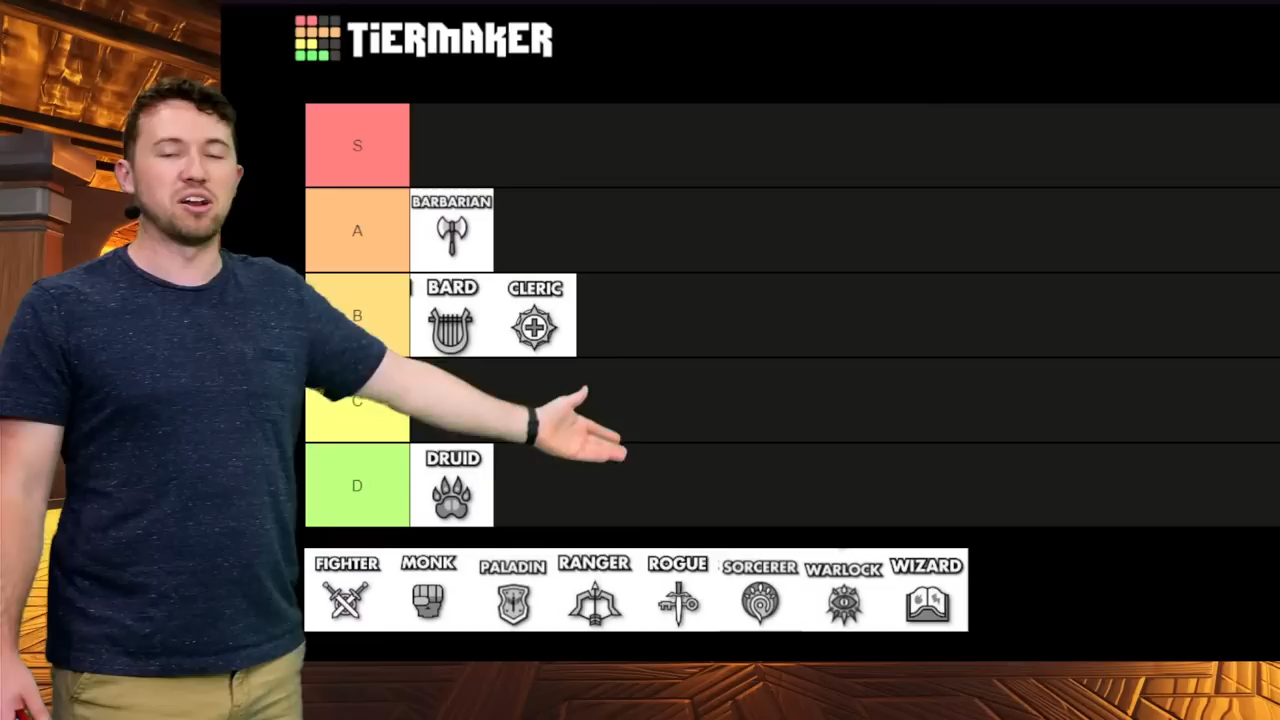 TiERMAKER
S
A
BARBARIAN
B
BARD
CLERIC
C
D
DRUID
FIGHTER
MONK
PALADIN
RANGER
ROGUE
SORCERER
WARLOCK
WIZARD